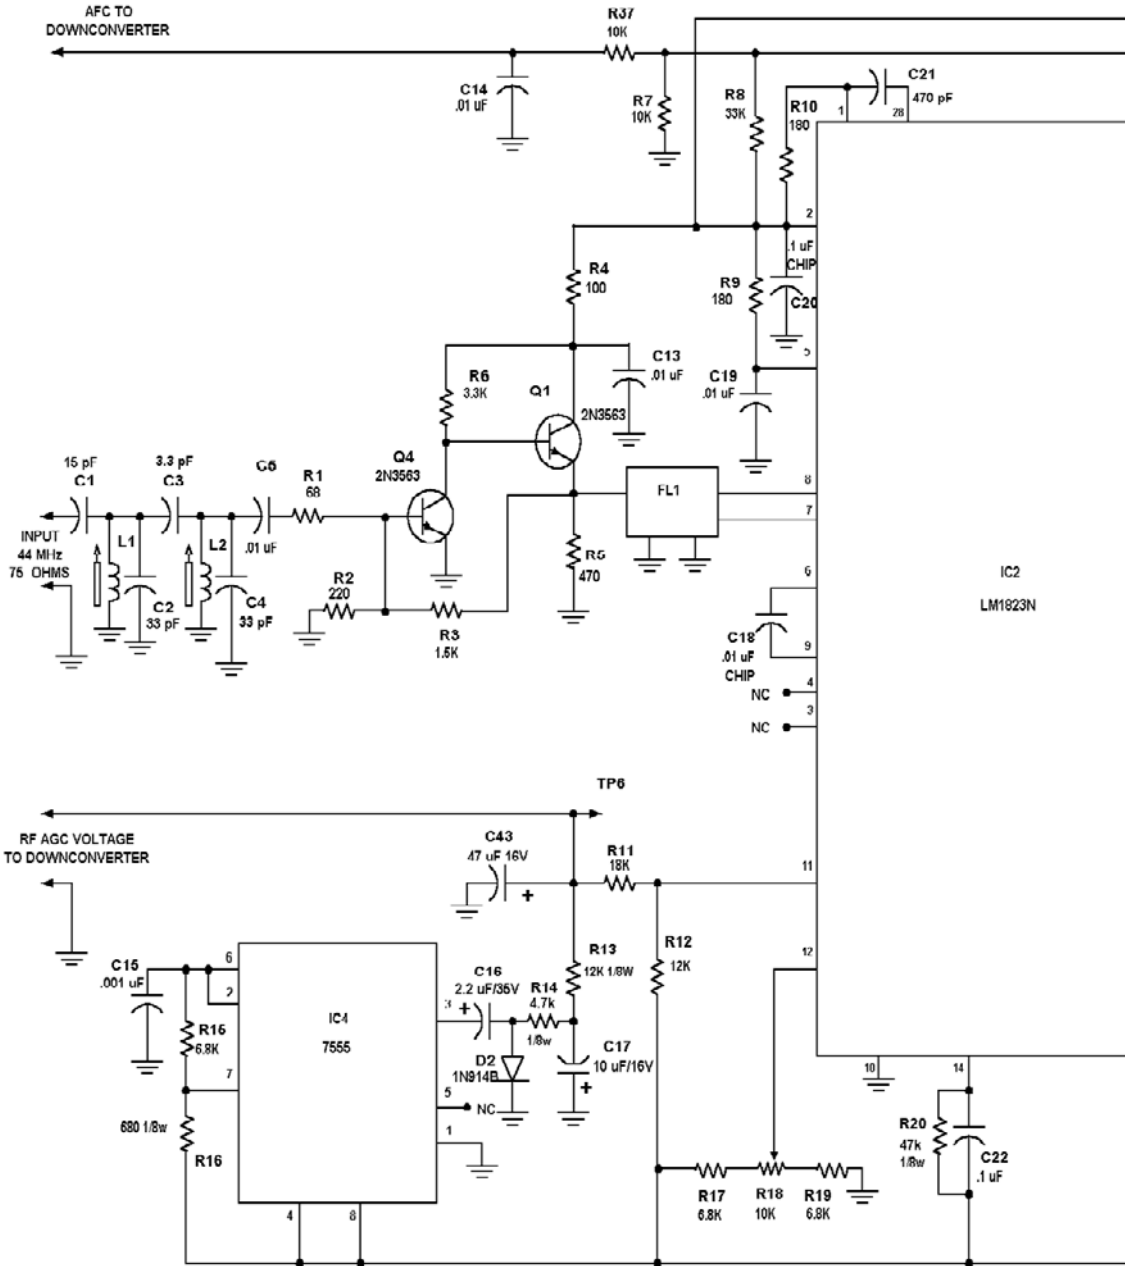 AFC TO
DOWNCONVERTER
R37
10K
C14
.01 uF
R7
10K
R8
33K
R10
180
C21
470 pF
1
28
2
.1 uF
CHIP
C20
R4
100
R9
180
5
C13
.01 uF
C19
.01 uF
R6
3.3K
Q1
2N3563
Q4
2N3563
15 pF
C1
3.3 pF
C3
C5
.01 uF
R1
68
FL1
8
7
INPUT
44 MHz
75 OHMS
L1
L2
C2
33 pF
C4
33 pF
R2
220
R3
1.5K
R5
470
6
IC2
LM1823N
C18
.01 uF
CHIP
9
4
NC
3
NC
TP6
RF AGC VOLTAGE
TO DOWNCONVERTER
C43
47 uF 16V
R11
18K
11
R12
12K
12
R13
12K 1/8W
C15
.001 uF
6
2
C16
2.2 uF/35V
+
3
R14
4.7k
1/8w
IC4
7555
R15
6.8K
7
D2
1N914B
C17
10 uF/16V
+
5
NC
1
680 1/8w
R16
4
8
R17
6.8K
R18
10K
R19
6.8K
10
14
R20
47k
1/8w
C22
.1 uF